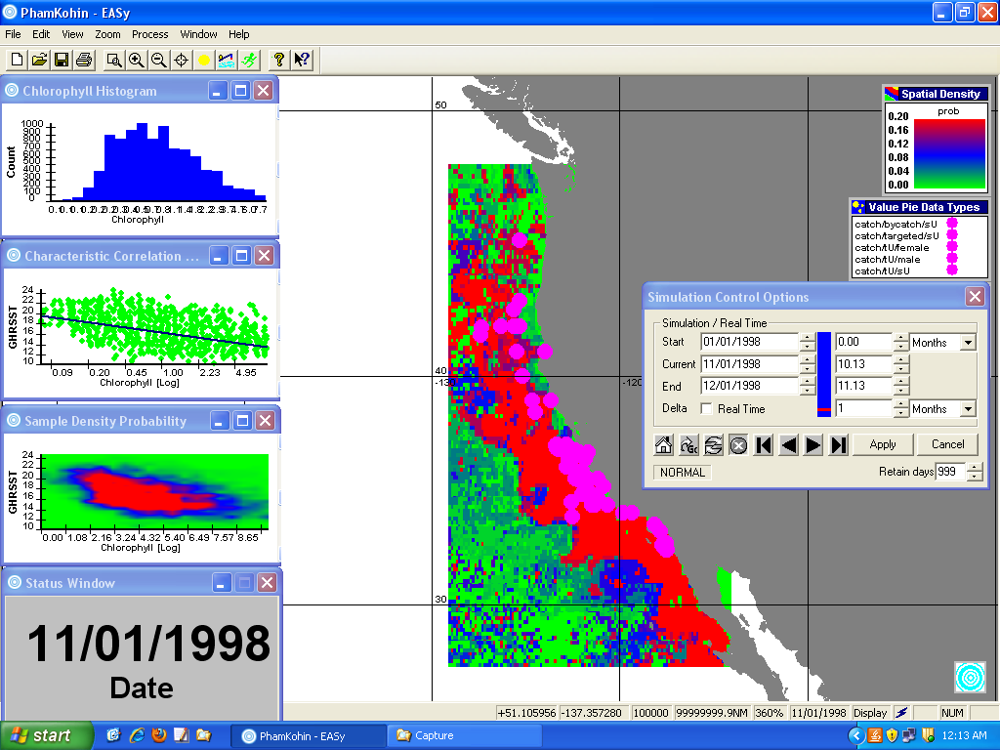 PhamKohin - EASy
File Edit View Zoom Process Window Help
Chlorophyll Histogram
1000
900
800
700
600
500
400
300
200
100
0
Count
Chlorophyll
Characteristic Correlation ...
24
22
20
18
16
14
12
10
GHRSST
0.09 0.20 0.45 1.00 2.23 4.95
Chlorophyll [Log]
Sample Density Probability
24
22
20
18
16
14
12
10
GHRSST
0.00 1.08 2.16 3.24 4.32 5.40 6.49 7.57 8.65
Chlorophyll [Log]
Status Window
11/01/1998
Date
50
40
30
-120
Spatial Density
prob
0.20
0.16
0.12
0.08
0.04
0.00
Value Pie Data Types
catch/bycatch/sU
catch/targeted/sU
catch/tU/female
catch/tU/male
catch/tU/sU
Simulation Control Options
Simulation / Real Time
Start 01/01/1998 0.00 Months
Current 11/01/1998 10.13
End 12/01/1998 11.13
Delta Real Time 1 Months
Apply Cancel
NORMAL Retain days 999
+51.105956 -137.357280 100000 99999999.9NM 360% 11/01/1998 Display NUM
start PhamKohin - EASy Capture 12:13 AM